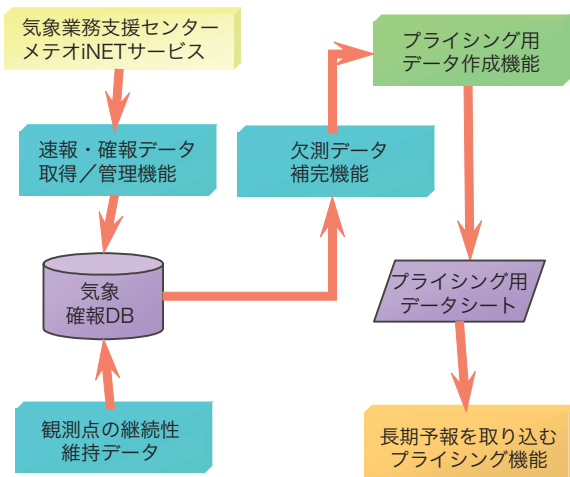 気象業務支援センター
メテオiNETサービス
速報・確報データ
取得／管理機能
気象
確報DB
観測点の継続性
維持データ
欠測データ
補完機能
プライシング用
データ作成機能
プライシング用
データシート
長期予報を取り込む
プライシング機能